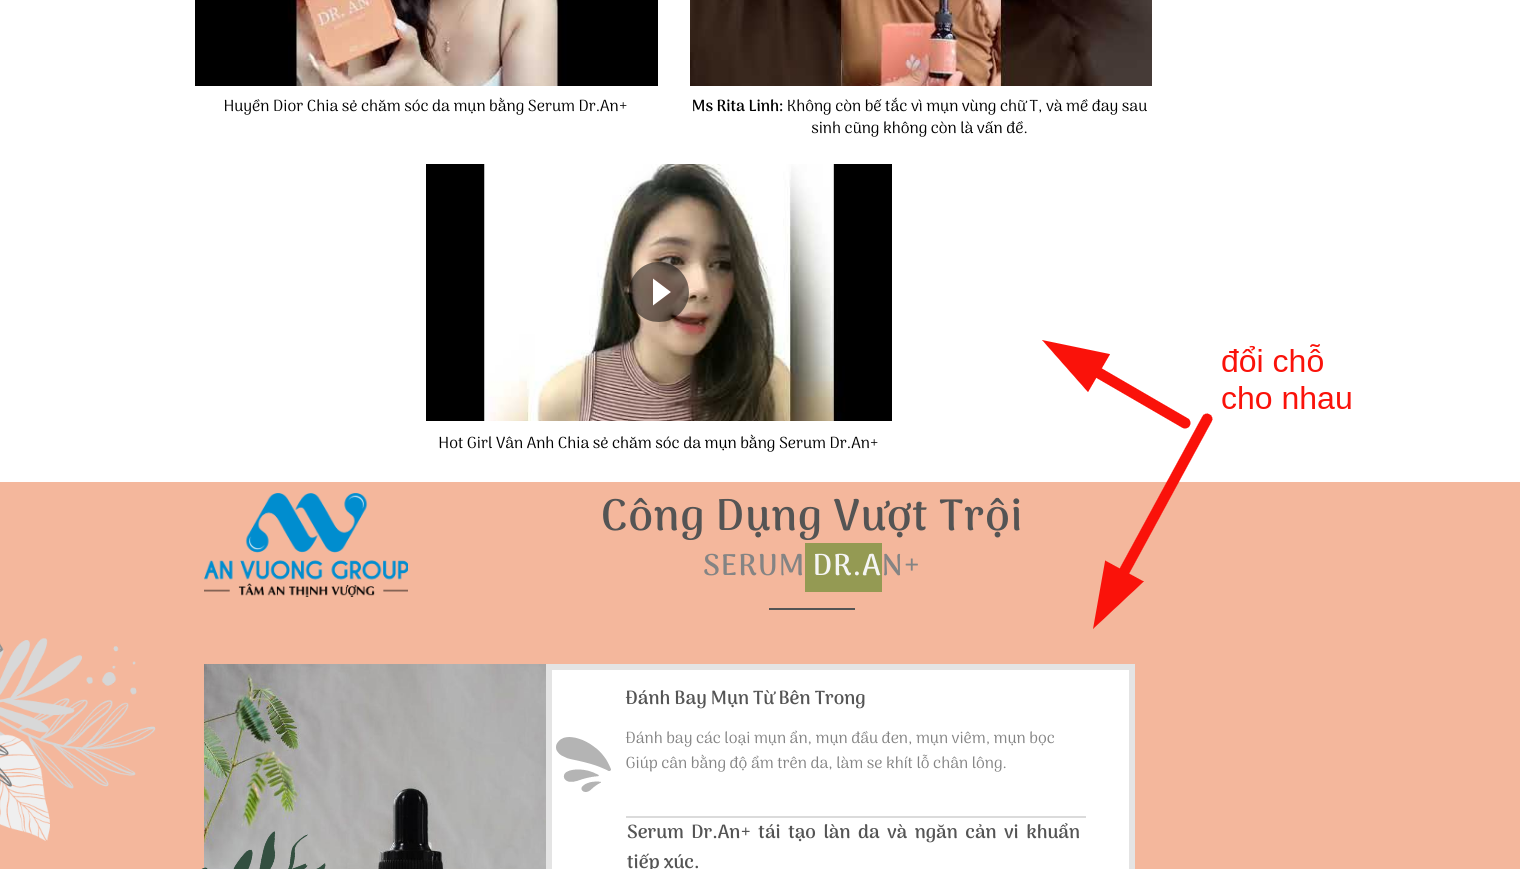 DR. AN
Huyền Dior Chia sẻ chăm sóc da mụn bằng Serum Dr.An+
Ms Rita Linh: Không còn bế tắc vì mụn vùng chữ T, và mề đay sau
sinh cũng không còn là vấn đề.
Hot Girl Vân Anh Chia sẻ chăm sóc da mụn bằng Serum Dr.An+
đổi chỗ
cho nhau
AN VUONG GROUP
TÂM AN THỊNH VƯỢNG
Công Dụng Vượt Trội
SERUM DR.AN+
Đánh Bay Mụn Từ Bên Trong
Đánh bay các loại mụn ẩn, mụn đầu đen, mụn viêm, mụn bọc
Giúp cân bằng độ ẩm trên da, làm se khít lỗ chân lông.
Serum Dr.An+ tái tạo làn da và ngăn cản vi khuẩn
tiếp xúc.